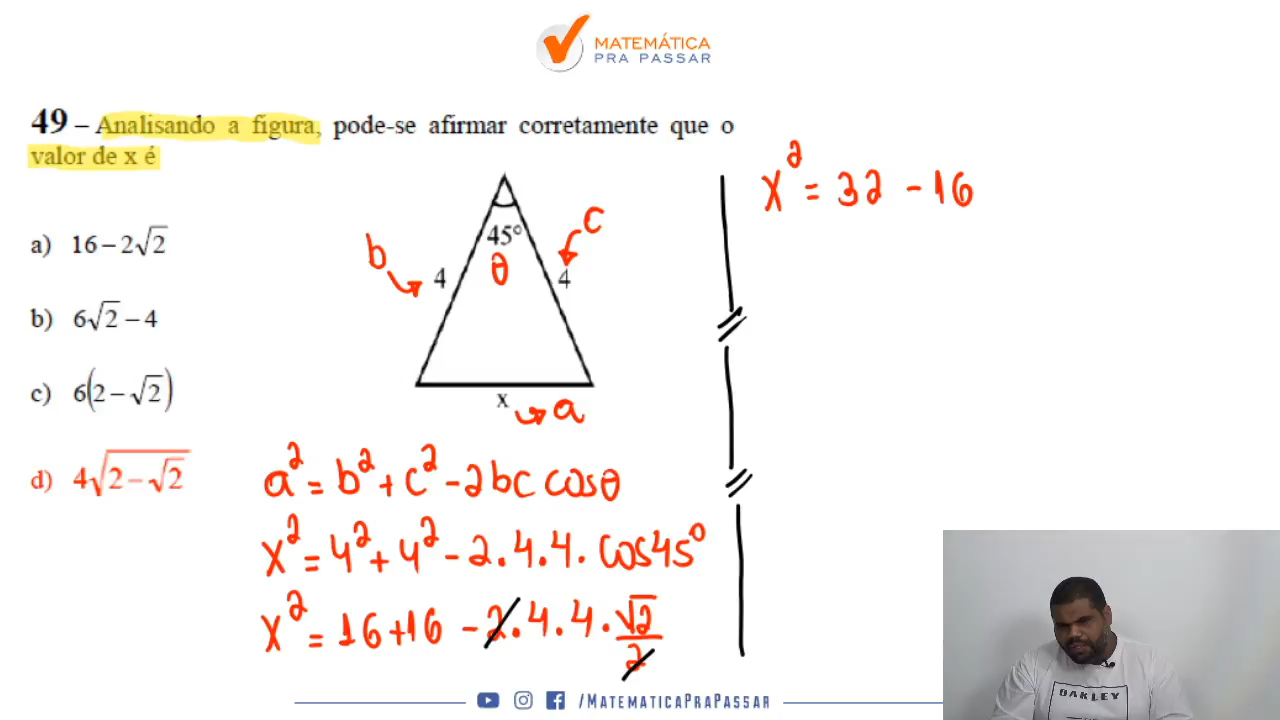 MATEMÁTICA
PRA PASSAR
49 – Analisando a figura, pode-se afirmar corretamente que o
valor de x é
a) 16 – 2√2
b) 6√2 – 4
c) 6(2 – √2)
d) 4√(2 – √2)
45°
θ
b
4
c
4
x
a
a² = b² + c² – 2bc cosθ
x² = 4² + 4² – 2.4.4. cos45°
x² = 16+16 – 2.4.4.√2/2
x² = 32 – 16
/MATEMATICAPRAPASSAR
OAKLEY